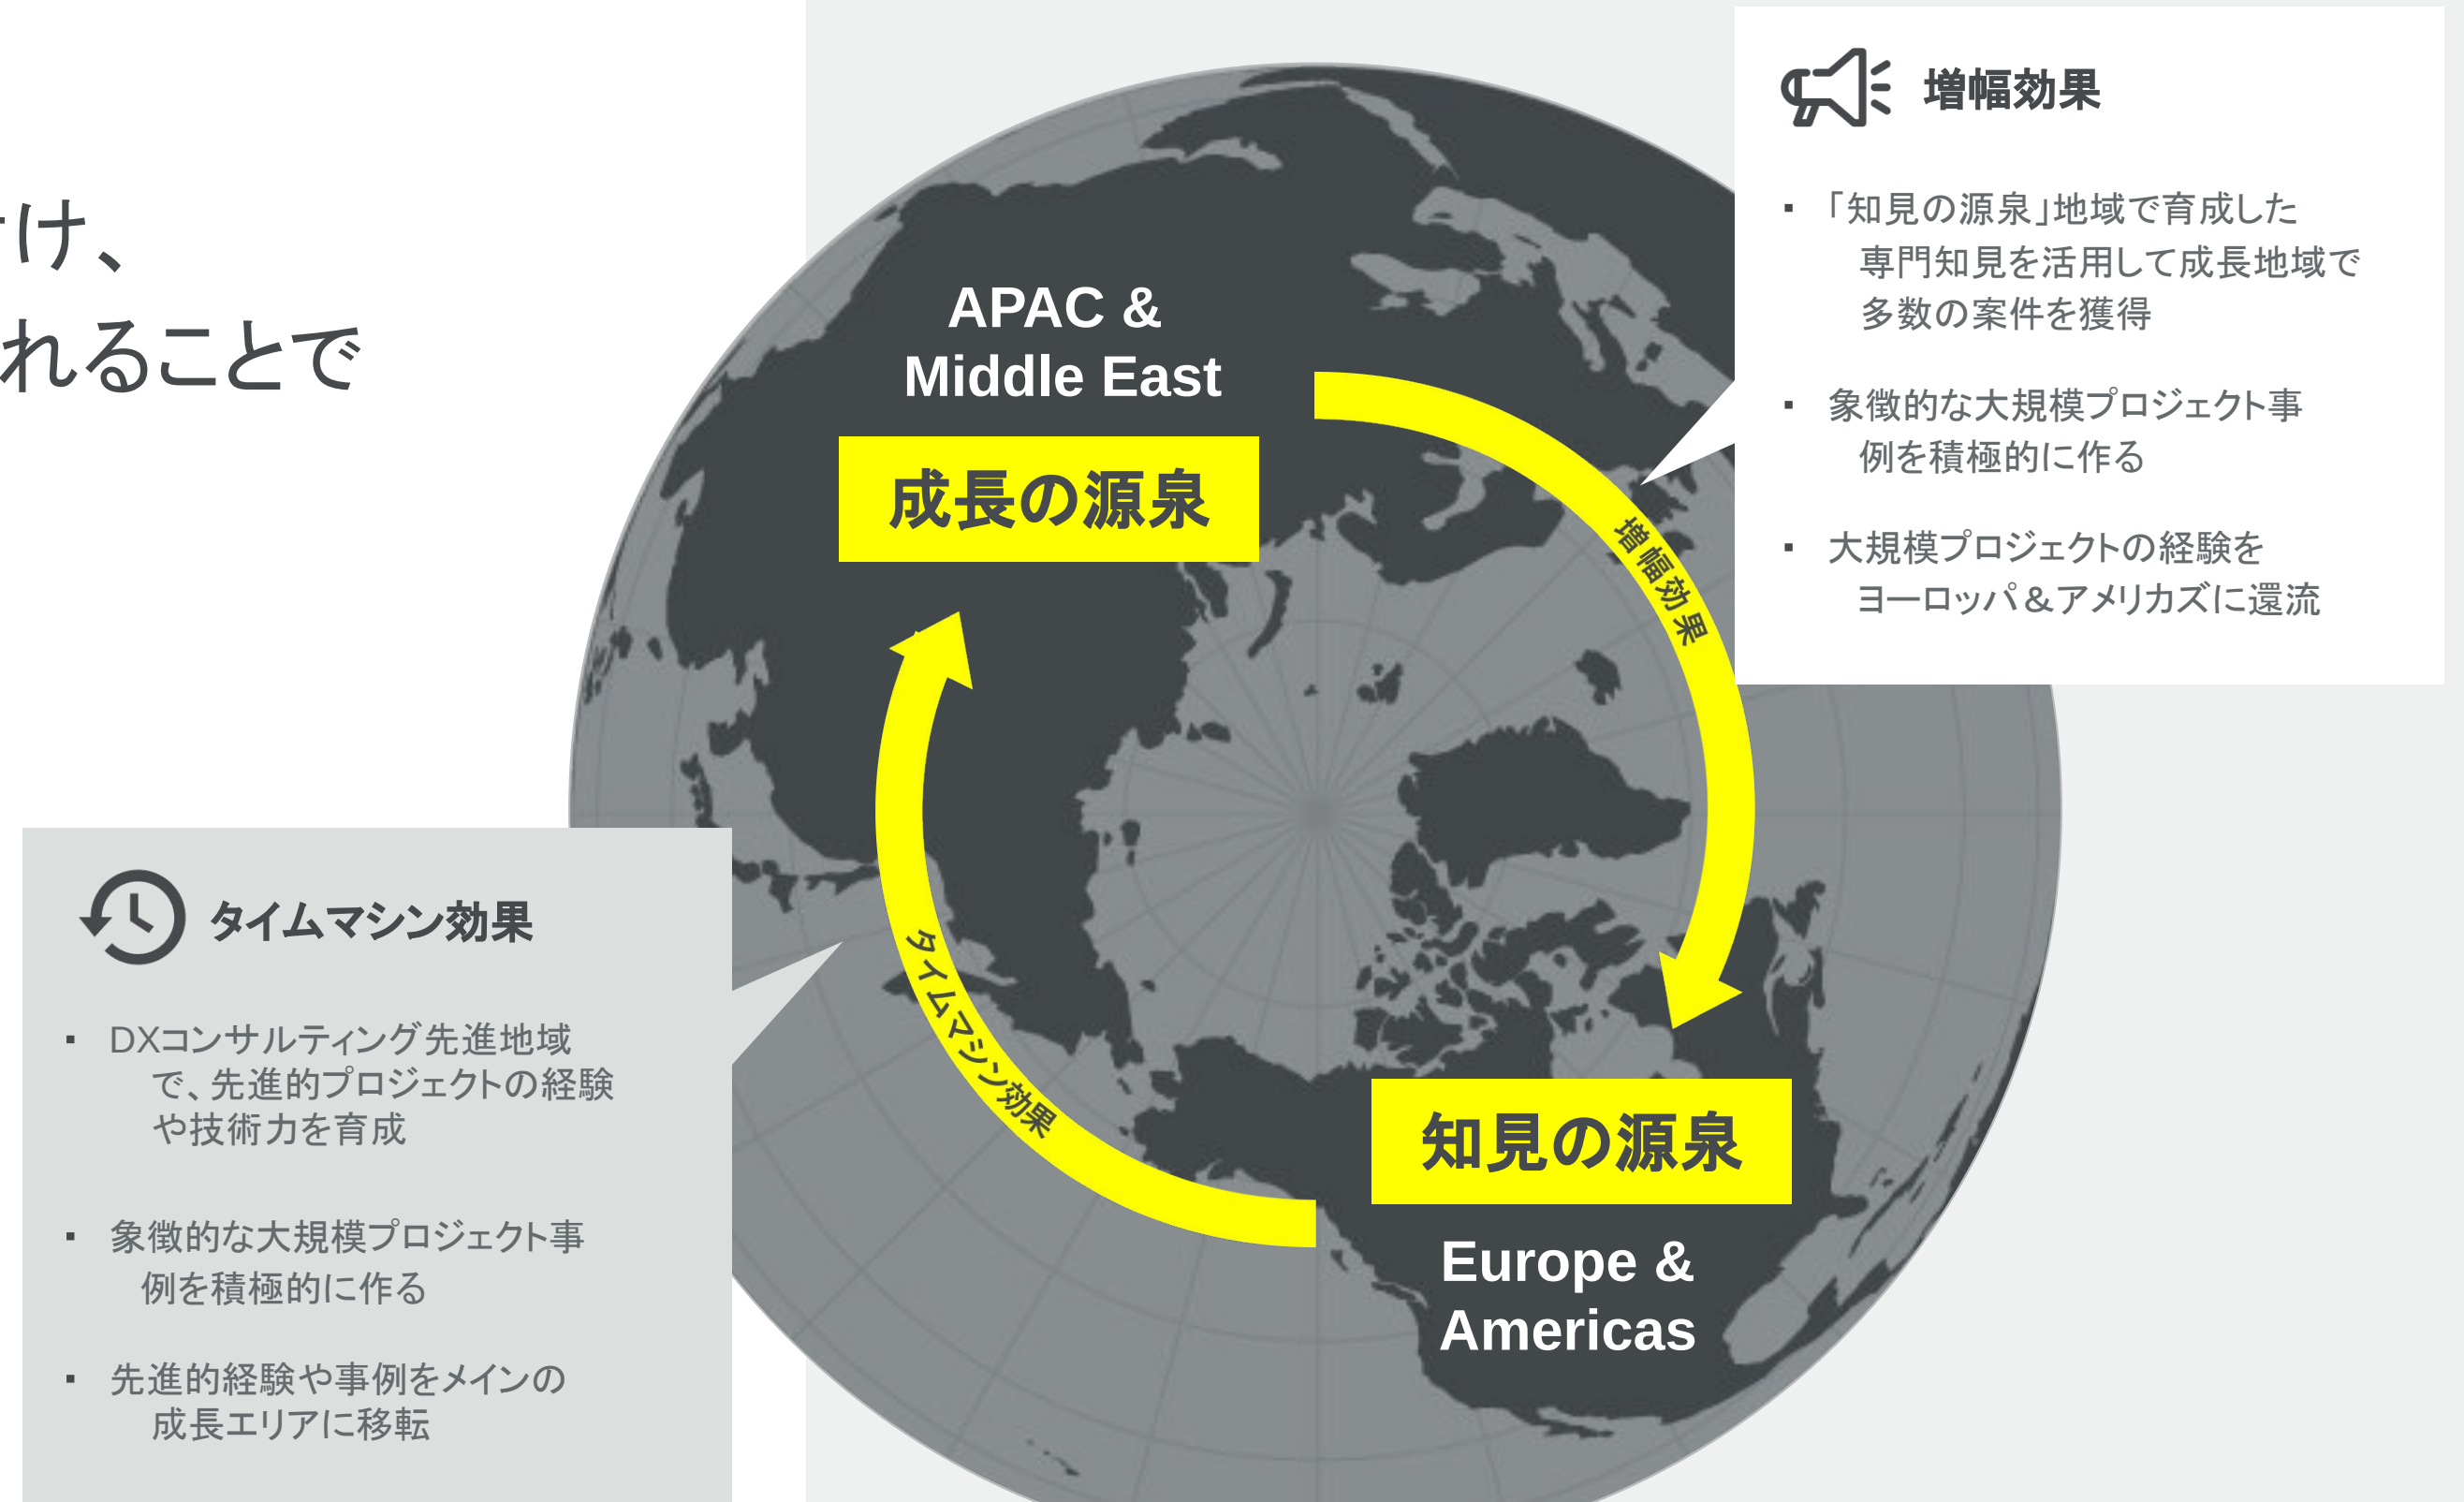 け、
れることで
APAC &
Middle East
成長の源泉
増幅効果
「知見の源泉」地域で育成した
専門知見を活用して成長地域で
多数の案件を獲得
象徴的な大規模プロジェクト事
例を積極的に作る
大規模プロジェクトの経験を
ヨーロッパ＆アメリカズに還流
増幅効果
タイムマシン効果
DXコンサルティング先進地域
で、先進的プロジェクトの経験
や技術力を育成
象徴的な大規模プロジェクト事
例を積極的に作る
先進的経験や事例をメインの
成長エリアに移転
タイムマシン効果
知見の源泉
Europe &
Americas